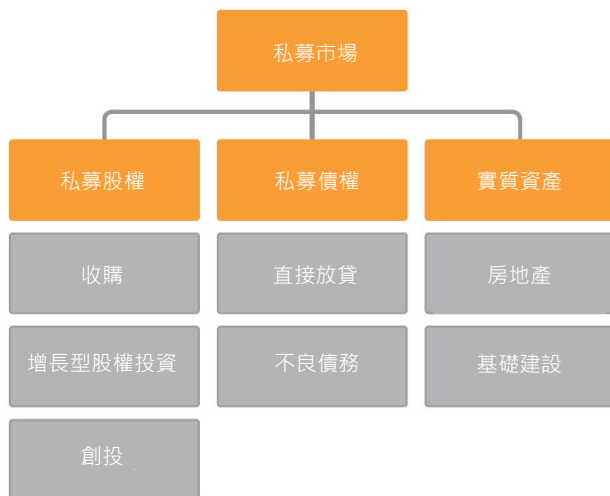 私募市場
私募股權
私募債權
實質資產
收購
直接放貸
房地產
增長型股權投資
不良債務
基礎建設
創投